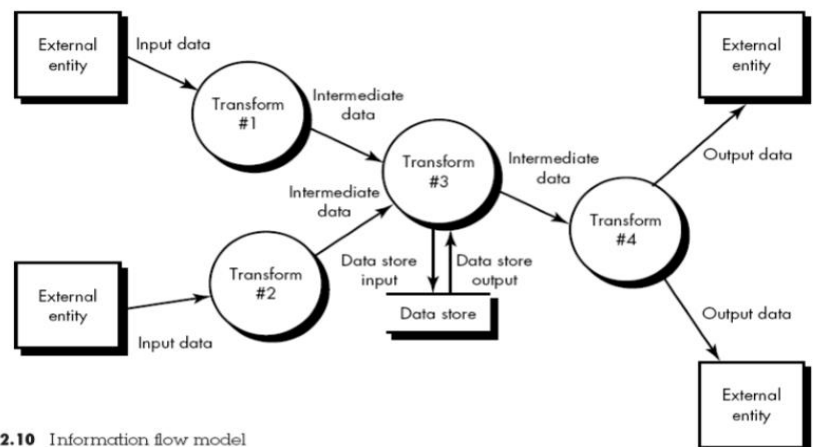 External
entity
Input data
Transform
#1
Intermediate
data
Transform
#3
Intermediate
data
Intermediate
data
Transform
#4
Output data
External
entity
External
entity
Input data
Transform
#2
Data store
input
Data store
output
Data store
Output data
External
entity
2.10 Information flow model